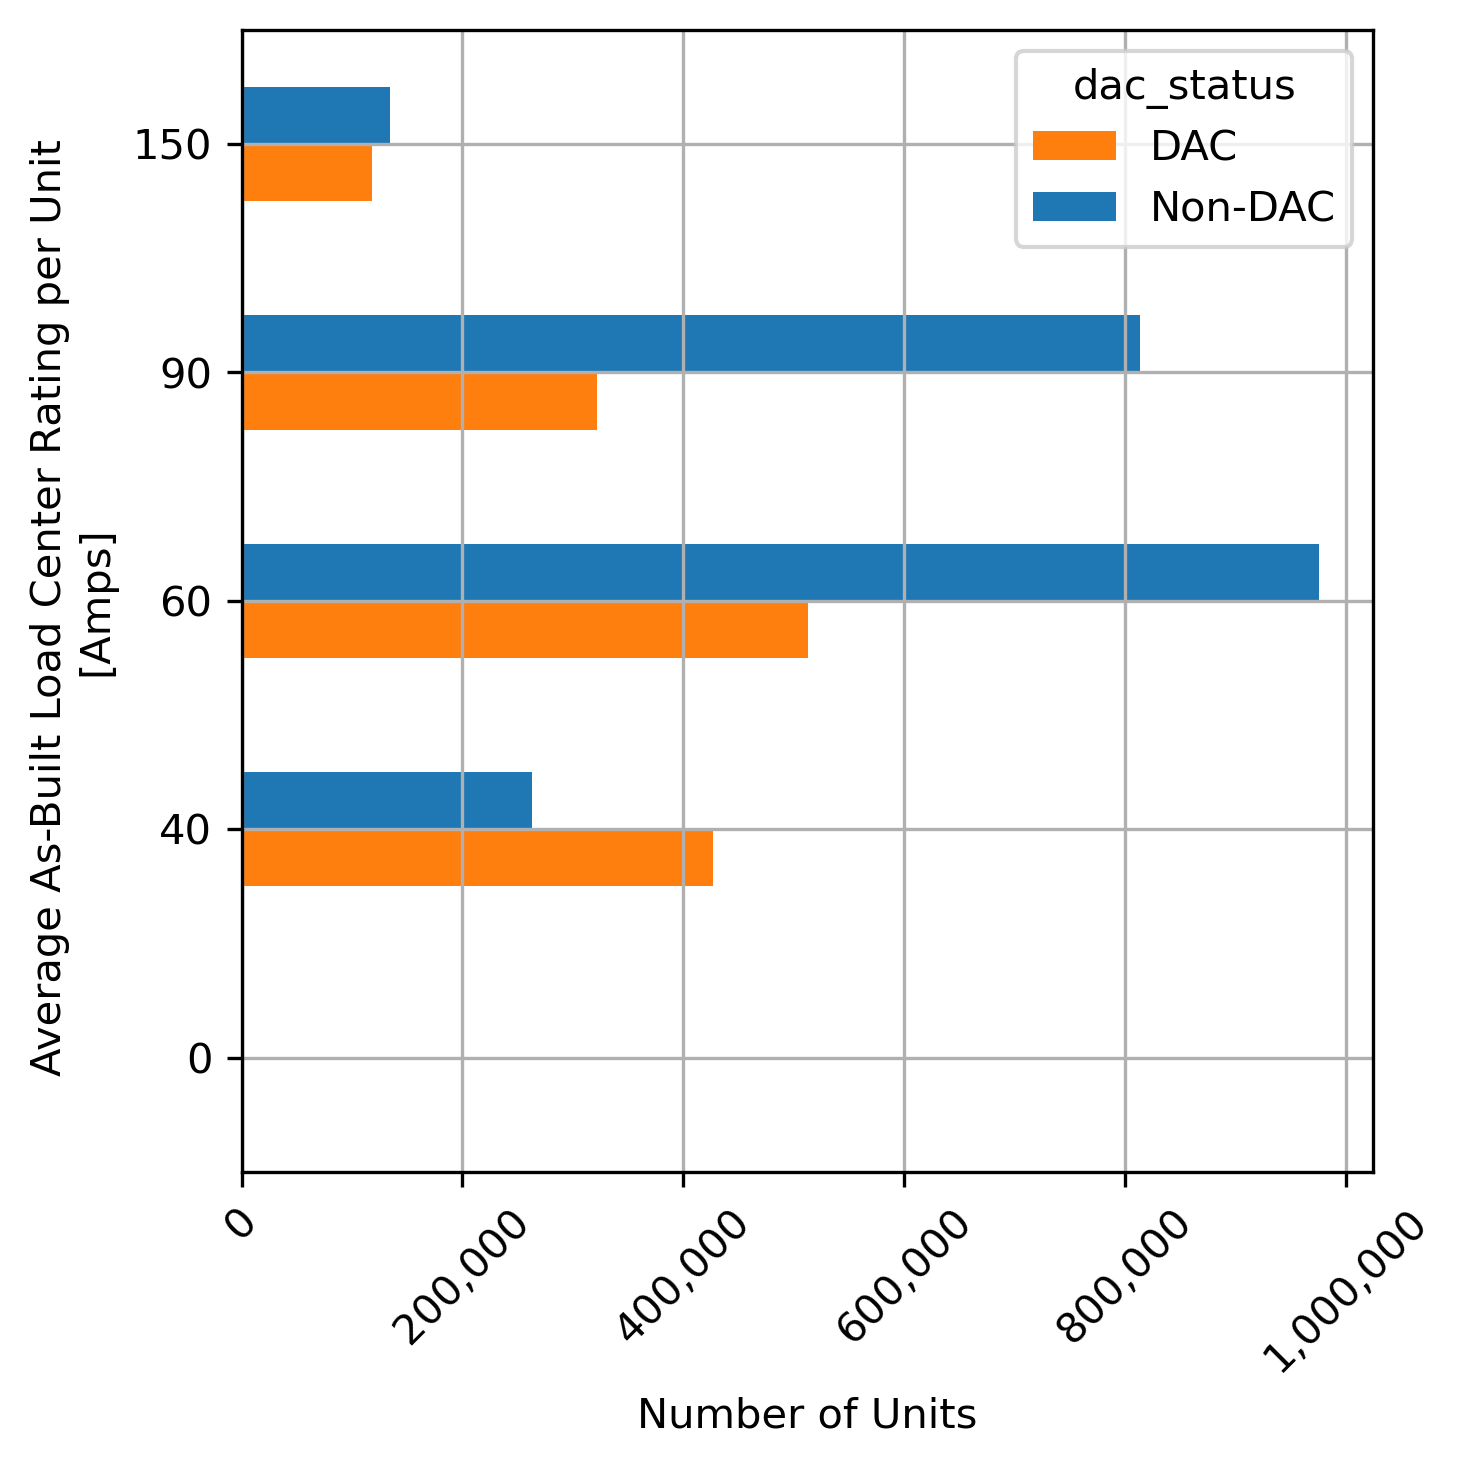 dac_status
DAC
Non-DAC
Average As-Built Load Center Rating per Unit
[Amps]
150
90
60
40
0
0
200,000
400,000
600,000
800,000
1,000,000
Number of Units